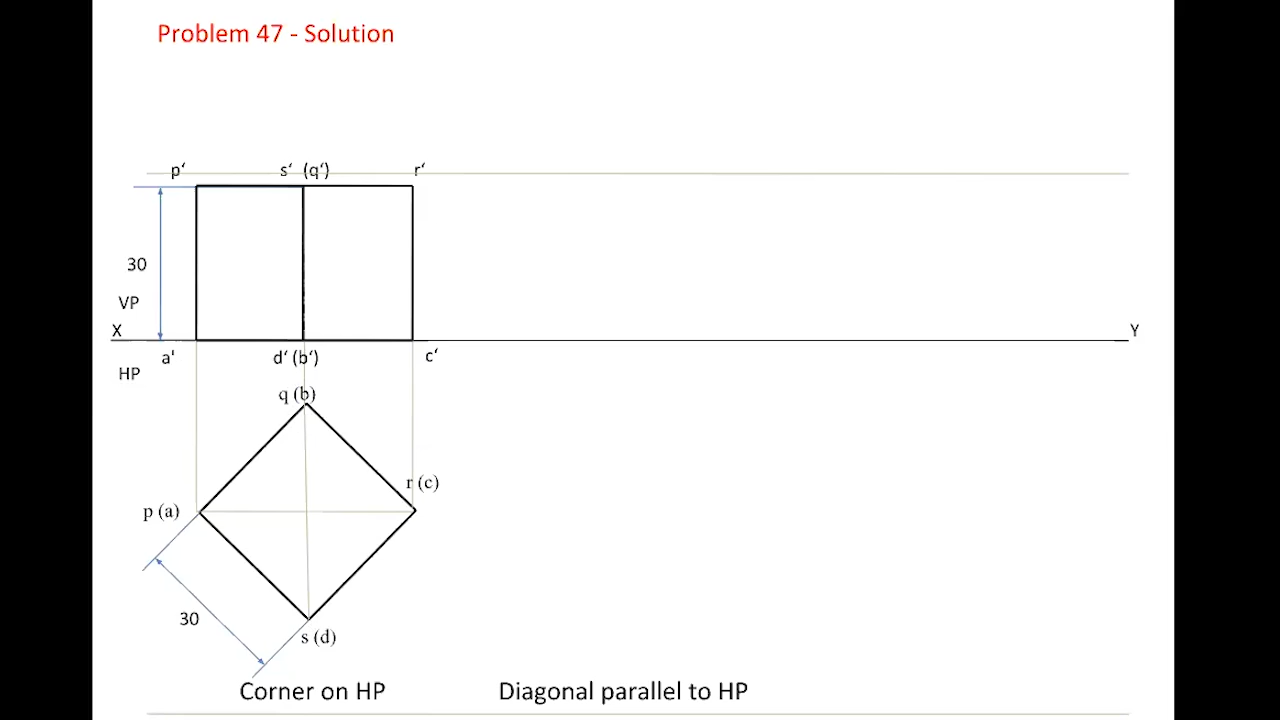 Problem 47 - Solution
p‘ s‘ (q‘) r‘
30
VP
X Y
a' d‘ (b‘) c‘
HP
q (b)
r (c)
p (a)
30
s (d)
Corner on HP Diagonal parallel to HP